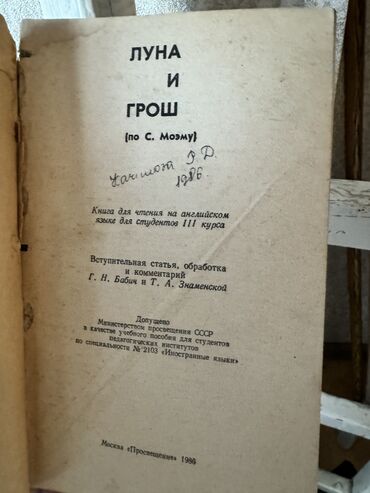 ЛУНА
И
ГРОШ
(по С. Моэму)
Р. Д.
1986.
Книга для чтения на английском
языке для студентов III курса
Вступительная статья, обработка
и комментарий
Г. Н. Бабич и Т. А. Знаменской
Допущено
Министерством просвещения СССР
в качестве учебного пособия для студентов
педагогических институтов
по специальности № 2103 «Иностранные языки»
Москва «Просвещение» 1986